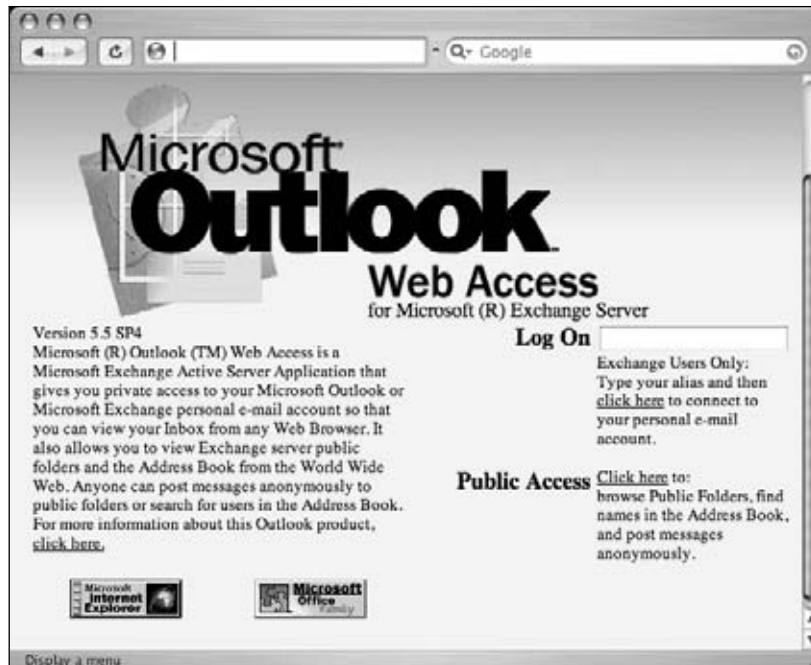 Google
Microsoft
Outlook™
Web Access
for Microsoft (R) Exchange Server
Version 5.5 SP4
Microsoft (R) Outlook (TM) Web Access is a
Microsoft Exchange Active Server Application that
gives you private access to your Microsoft Outlook or
Microsoft Exchange personal e-mail account so that
you can view your Inbox from any Web Browser. It
also allows you to view Exchange server public
folders and the Address Book from the World Wide
Web. Anyone can post messages anonymously to
public folders or search for users in the Address Book.
For more information about this Outlook product,
click here.
Log On
Exchange Users Only:
Type your alias and then
click here to connect to
your personal e-mail
account.
Public Access
Click here to:
browse Public Folders, find
names in the Address Book,
and post messages
anonymously.
Microsoft
Internet
Explorer
Microsoft
Office
Family
Display a menu